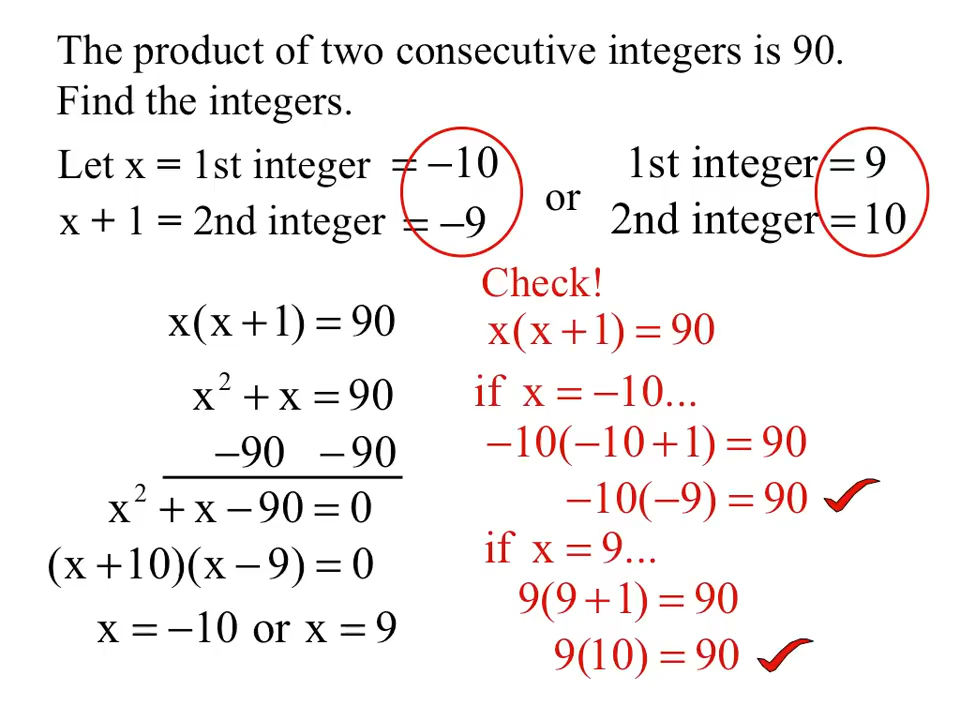 The product of two consecutive integers is 90.
Find the integers.
Let x = 1st integer = −10
x + 1 = 2nd integer = −9
or
1st integer = 9
2nd integer = 10
x(x + 1) = 90
x² + x = 90
−90 −90
x² + x − 90 = 0
(x + 10)(x − 9) = 0
x = −10 or x = 9
Check!
x(x + 1) = 90
if x = −10...
−10(−10 + 1) = 90
−10(−9) = 90
if x = 9...
9(9 + 1) = 90
9(10) = 90